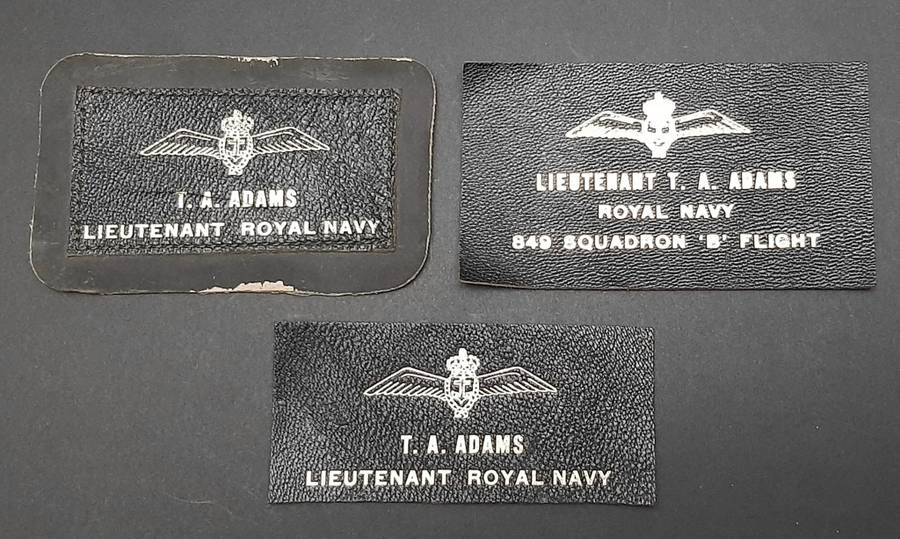 T. A. ADAMS
LIEUTENANT ROYAL NAVY
LIEUTENANT T. A. ADAMS
ROYAL NAVY
849 SQUADRON 'B' FLIGHT
T. A. ADAMS
LIEUTENANT ROYAL NAVY